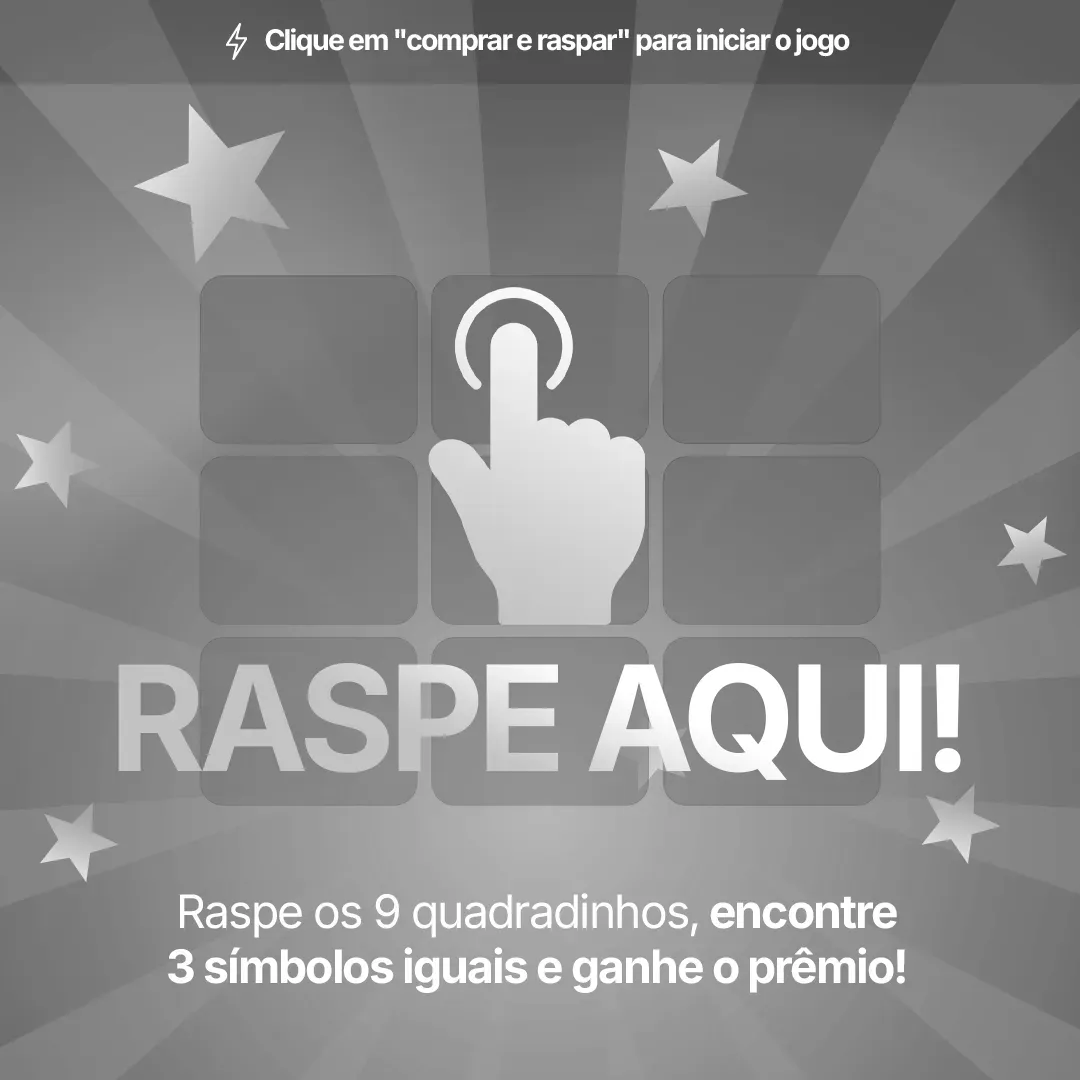 Clique em "comprar e raspar" para iniciar o jogo
RASPE AQUI!
Raspe os 9 quadradinhos, encontre
3 símbolos iguais e ganhe o prêmio!